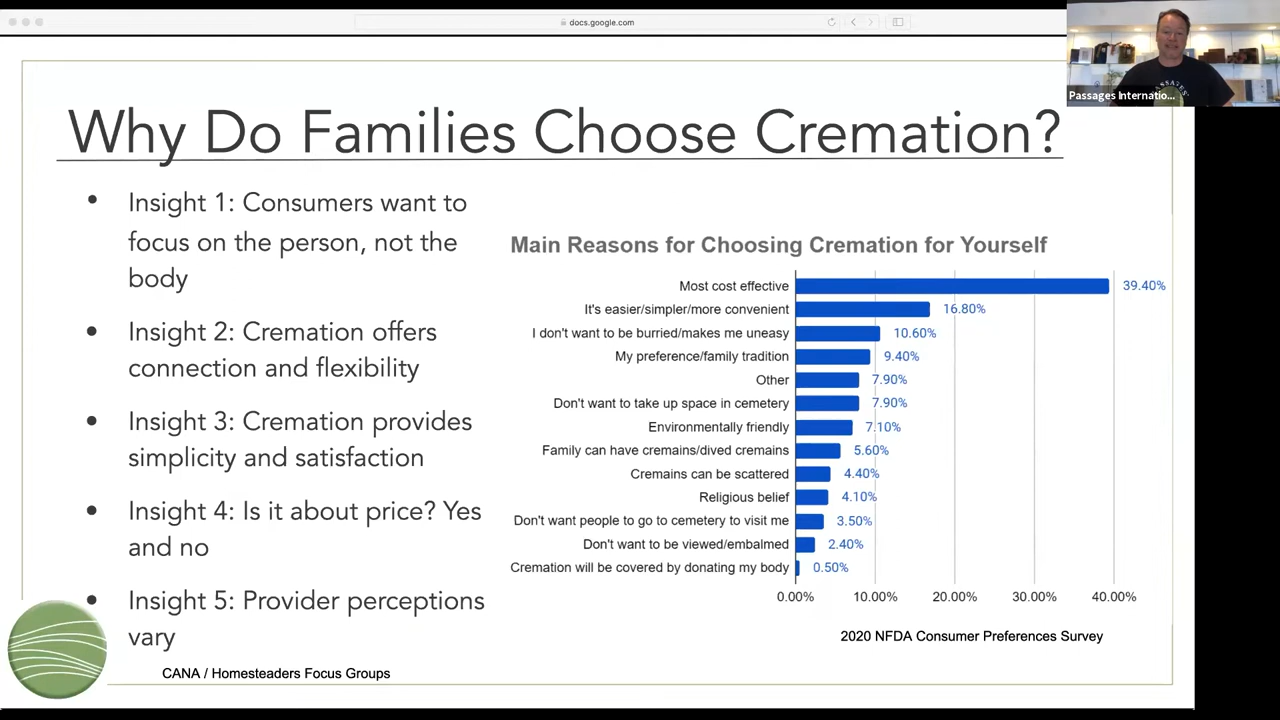 docs.google.com
Passages Internatio...
Why Do Families Choose Cremation?
• Insight 1: Consumers want to
focus on the person, not the
body
• Insight 2: Cremation offers
connection and flexibility
• Insight 3: Cremation provides
simplicity and satisfaction
• Insight 4: Is it about price? Yes
and no
• Insight 5: Provider perceptions
vary
CANA / Homesteaders Focus Groups
Main Reasons for Choosing Cremation for Yourself
Most cost effective 39.40%
It's easier/simpler/more convenient 16.80%
I don't want to be burried/makes me uneasy 10.60%
My preference/family tradition 9.40%
Other 7.90%
Don't want to take up space in cemetery 7.90%
Environmentally friendly 7.10%
Family can have cremains/dived cremains 5.60%
Cremains can be scattered 4.40%
Religious belief 4.10%
Don't want people to go to cemetery to visit me 3.50%
Don't want to be viewed/embalmed 2.40%
Cremation will be covered by donating my body 0.50%
0.00% 10.00% 20.00% 30.00% 40.00%
2020 NFDA Consumer Preferences Survey